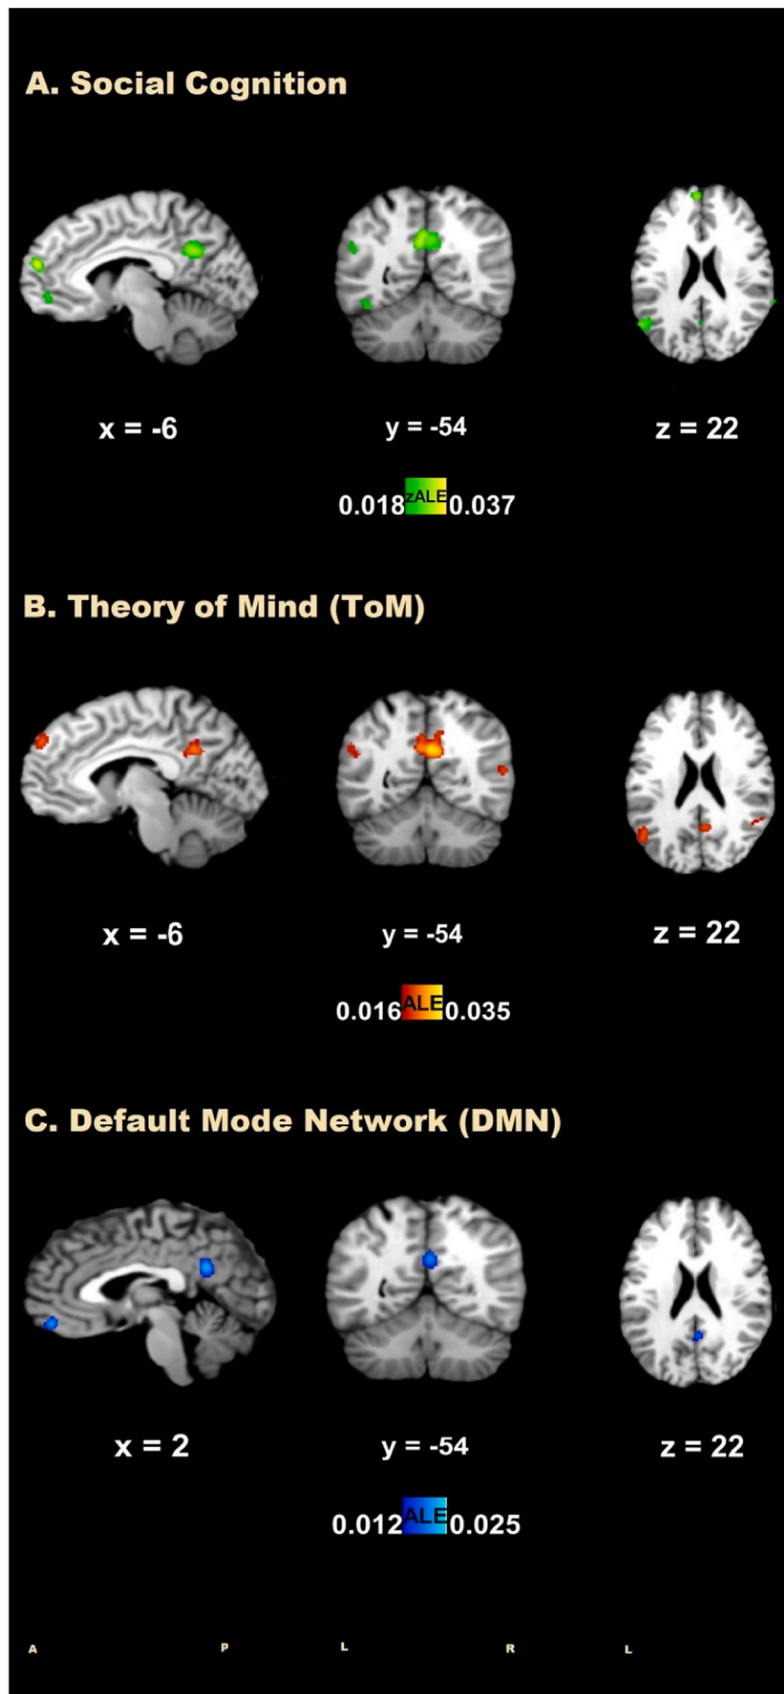 A. Social Cognition
x = -6
y = -54
z = 22
0.018 zALE 0.037
B. Theory of Mind (ToM)
x = -6
y = -54
z = 22
0.016 ALE 0.035
C. Default Mode Network (DMN)
x = 2
y = -54
z = 22
0.012 ALE 0.025
A P L R L